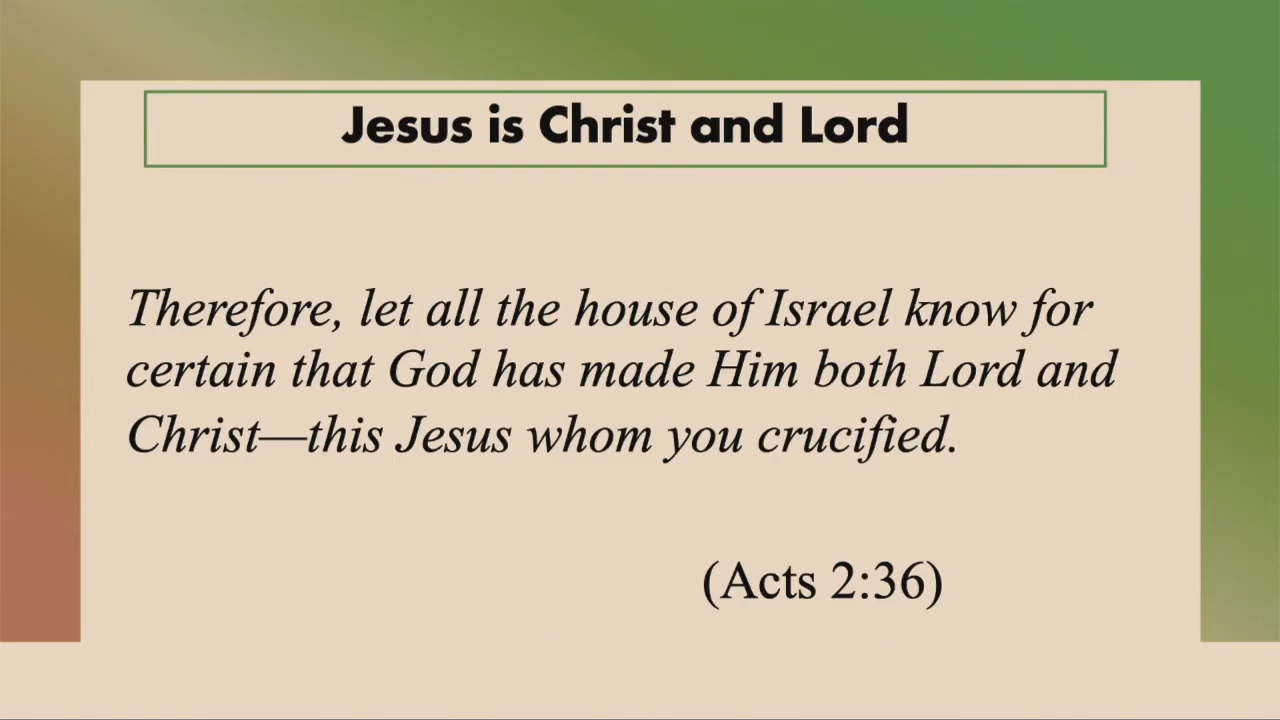 Jesus is Christ and Lord
Therefore, let all the house of Israel know for
certain that God has made Him both Lord and
Christ—this Jesus whom you crucified.
(Acts 2:36)